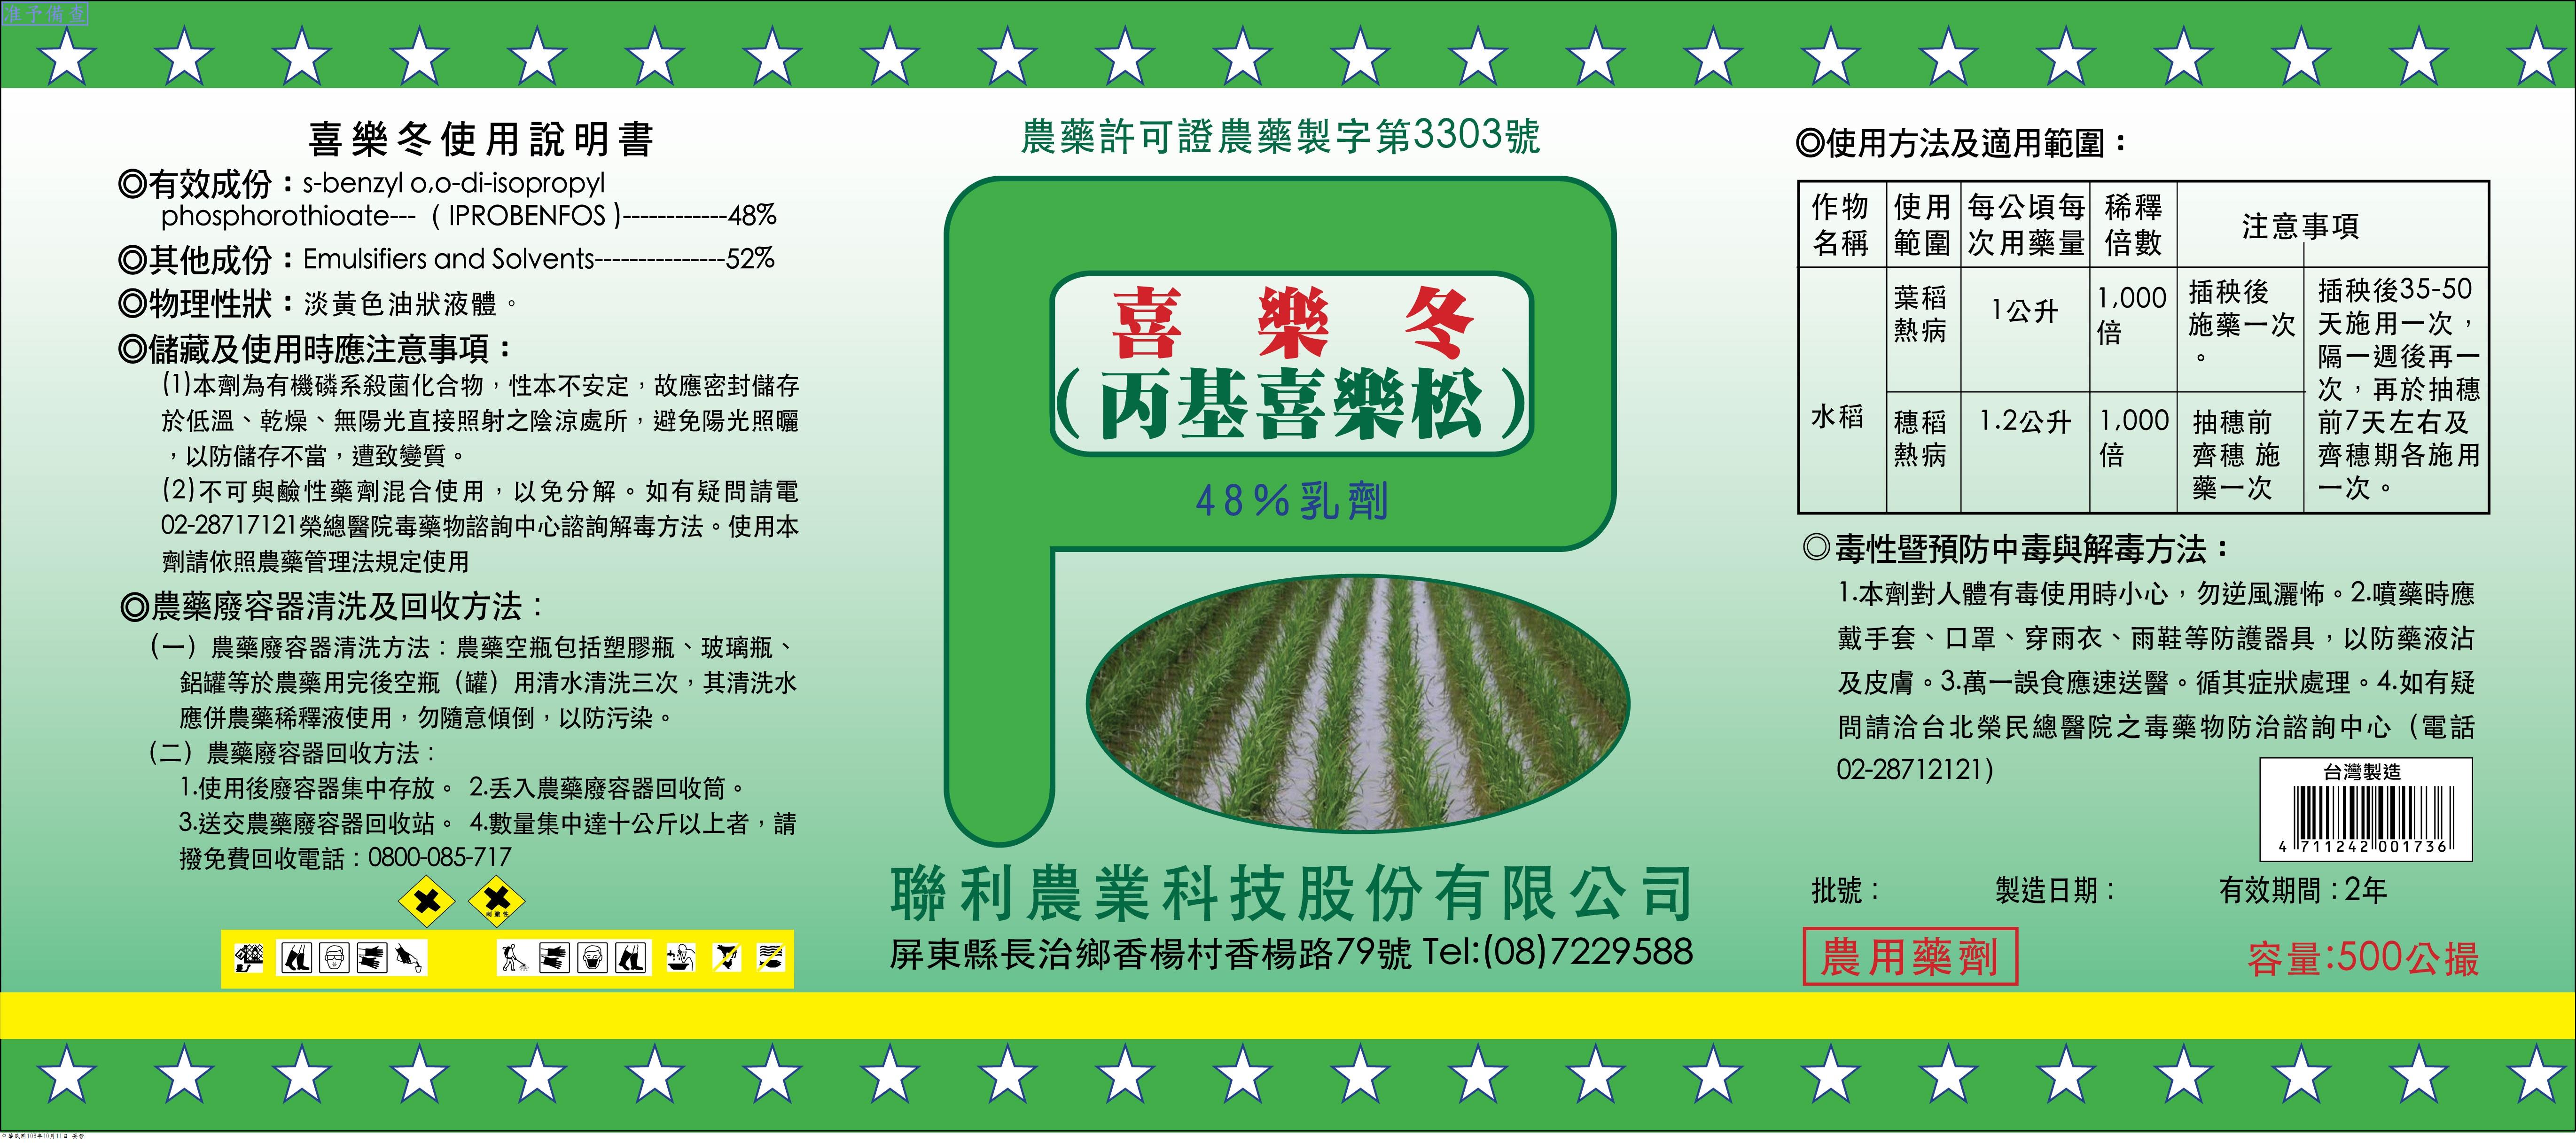 准予備查
喜樂冬使用說明書
◎有效成份：s-benzyl o,o-di-isopropyl
phosphorothioate---（ IPROBENFOS )------------48%
◎其他成份：Emulsifiers and Solvents---------------52%
◎物理性狀：淡黃色油狀液體。
◎儲藏及使用時應注意事項：
(1)本劑為有機磷系殺菌化合物，性本不安定，故應密封儲存
於低溫、乾燥、無陽光直接照射之陰涼處所，避免陽光照曬
，以防儲存不當，遭致變質。
(2)不可與鹼性藥劑混合使用，以免分解。如有疑問請電
02-28717121榮總醫院毒藥物諮詢中心諮詢解毒方法。使用本
劑請依照農藥管理法規定使用
◎農藥廢容器清洗及回收方法：
(一）農藥廢容器清洗方法：農藥空瓶包括塑膠瓶、玻璃瓶、
鋁罐等於農藥用完後空瓶（罐）用清水清洗三次，其清洗水
應併農藥稀釋液使用，勿隨意傾倒，以防污染。
(二）農藥廢容器回收方法：
1.使用後廢容器集中存放。 2.丟入農藥廢容器回收筒。
3.送交農藥廢容器回收站。 4.數量集中達十公斤以上者，請
撥免費回收電話：0800-085-717
刺激性
農藥許可證農藥製字第3303號
喜樂冬
（丙基喜樂松）
48%乳劑
聯利農業科技股份有限公司
屏東縣長治鄉香楊村香楊路79號 Tel:(08)7229588
◎使用方法及適用範圍：
作物名稱 使用範圍 每公頃每次用藥量 稀釋倍數 注意事項
水稻
葉稻熱病 1公升 1,000倍 插秧後施藥一次。
穗稻熱病 1.2公升 1,000倍 抽穗前齊穗 施藥一次
插秧後35-50
天施用一次，
隔一週後再一
次，再於抽穗
前7天左右及
齊穗期各施用
一次。
◎毒性暨預防中毒與解毒方法：
1.本劑對人體有毒使用時小心，勿逆風灑怖。2.噴藥時應
戴手套、口罩、穿雨衣、雨鞋等防護器具，以防藥液沾
及皮膚。3.萬一誤食應速送醫。循其症狀處理。4.如有疑
問請洽台北榮民總醫院之毒藥物防治諮詢中心（電話
02-28712121)
台灣製造
4 711242 001736
批號： 製造日期： 有效期間：2年
農用藥劑
容量:500公撮
中華民國106年10月11日 簽發